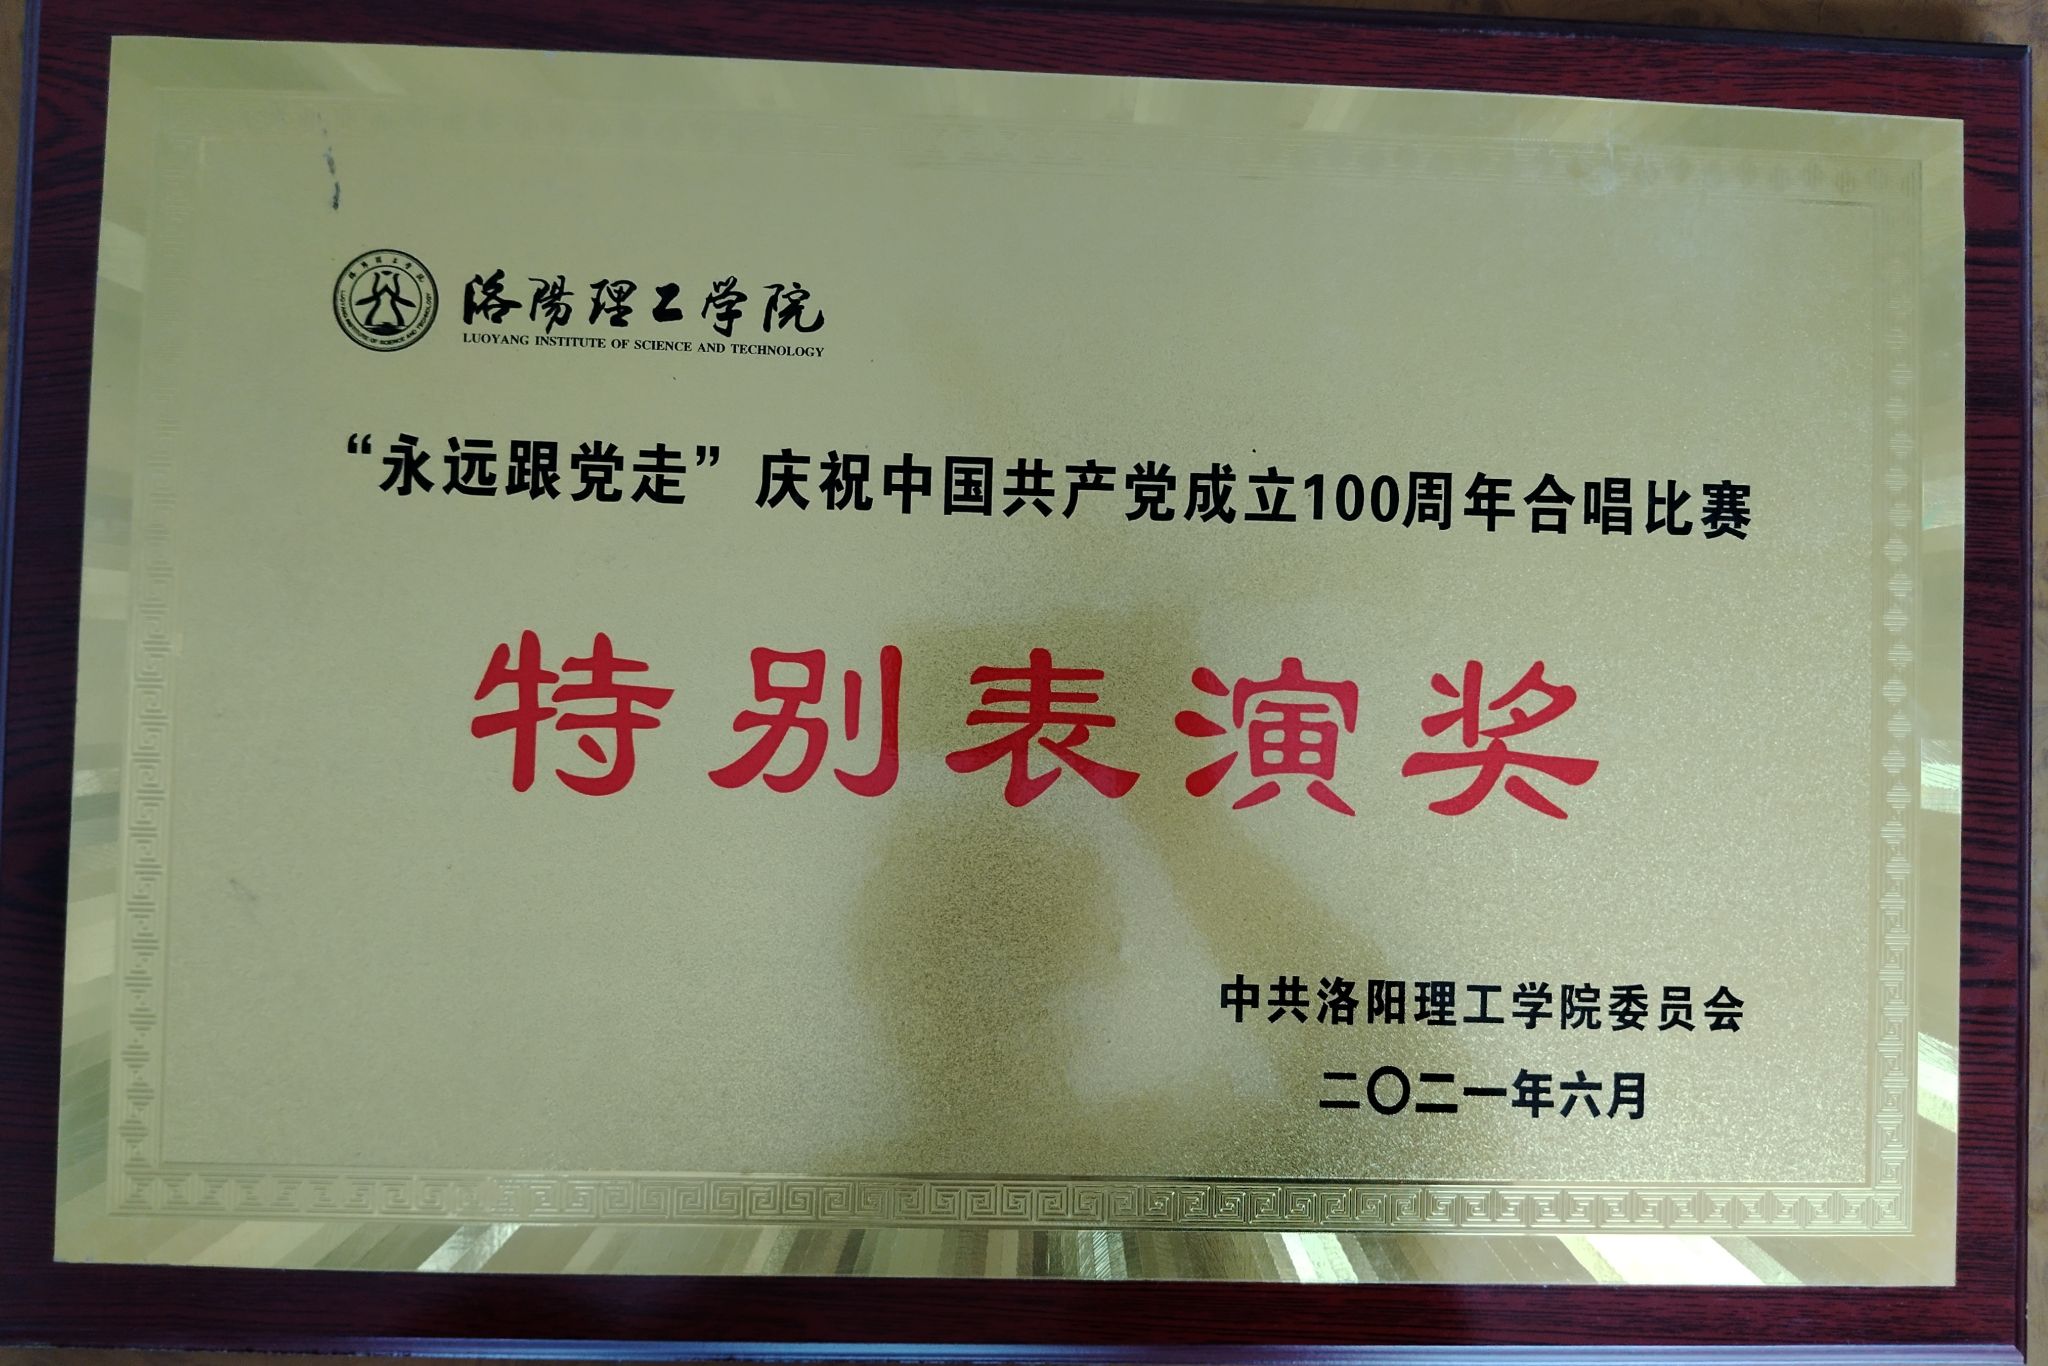 洛陽理工学院
LUOYANG INSTITUTE OF SCIENCE AND TECHNOLOGY
“永远跟党走”庆祝中国共产党成立100周年合唱比赛
特别表演奖
中共洛阳理工学院委员会
二〇二一年六月